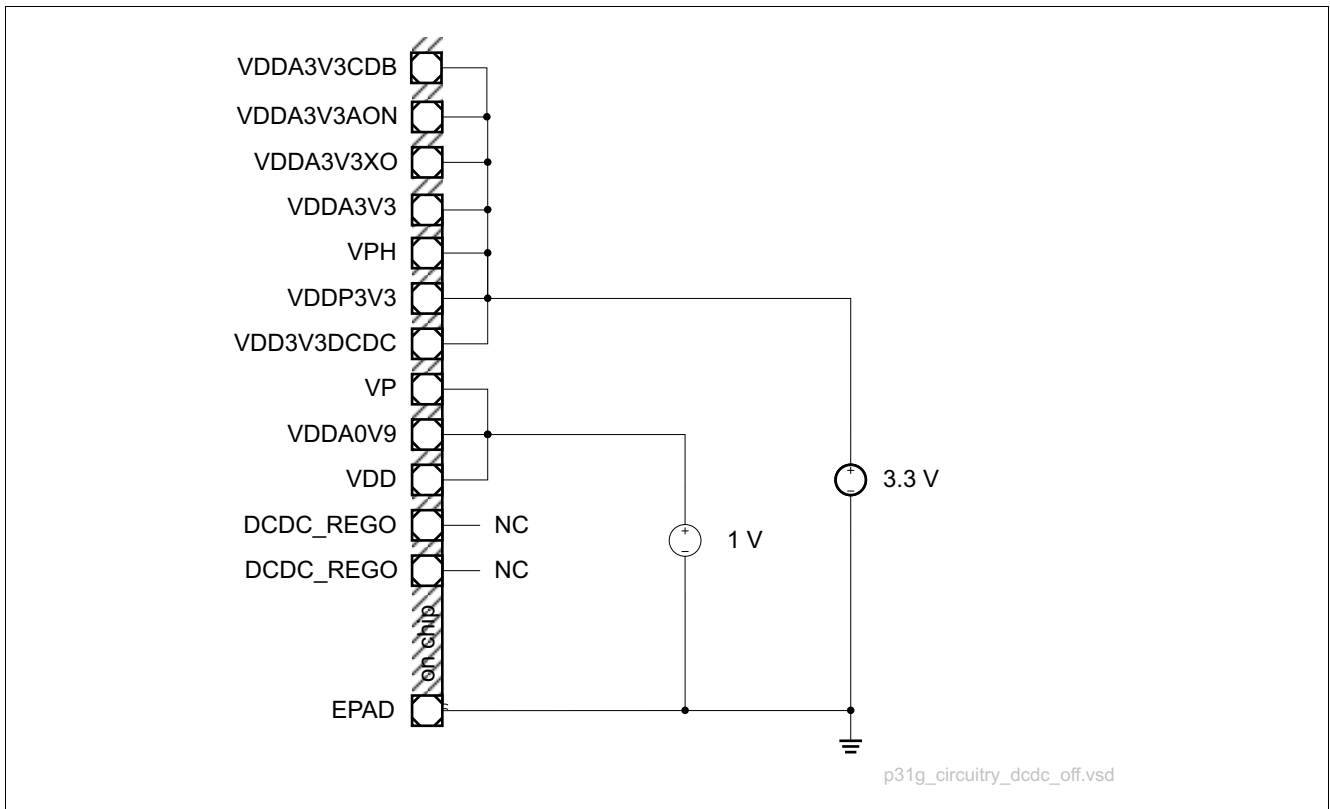 VDDA3V3CDB
VDDA3V3AON
VDDA3V3XO
VDDA3V3
VPH
VDDP3V3
VDD3V3DCDC
VP
VDDA0V9
VDD
3.3 V
DCDC_REGO NC
1 V
DCDC_REGO NC
on chip
EPAD
p31g_circuitry_dcdc_off.vsd